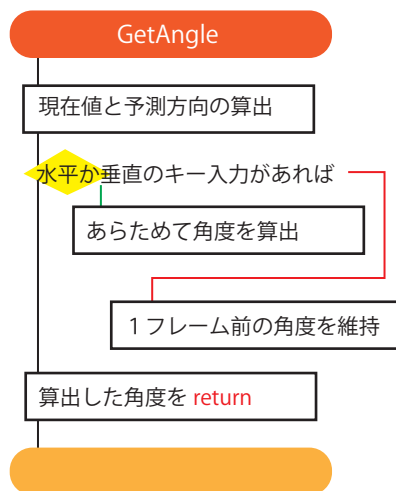 GetAngle
現在値と予測方向の算出
水平か垂直のキー入力があれば
あらためて角度を算出
1フレーム前の角度を維持
算出した角度を return